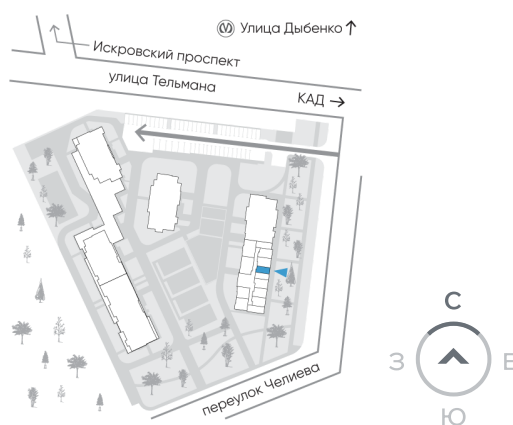 Улица Дыбенко
Искровский проспект
улица Тельмана
КАД
С
З
В
Ю
переулок Челиева